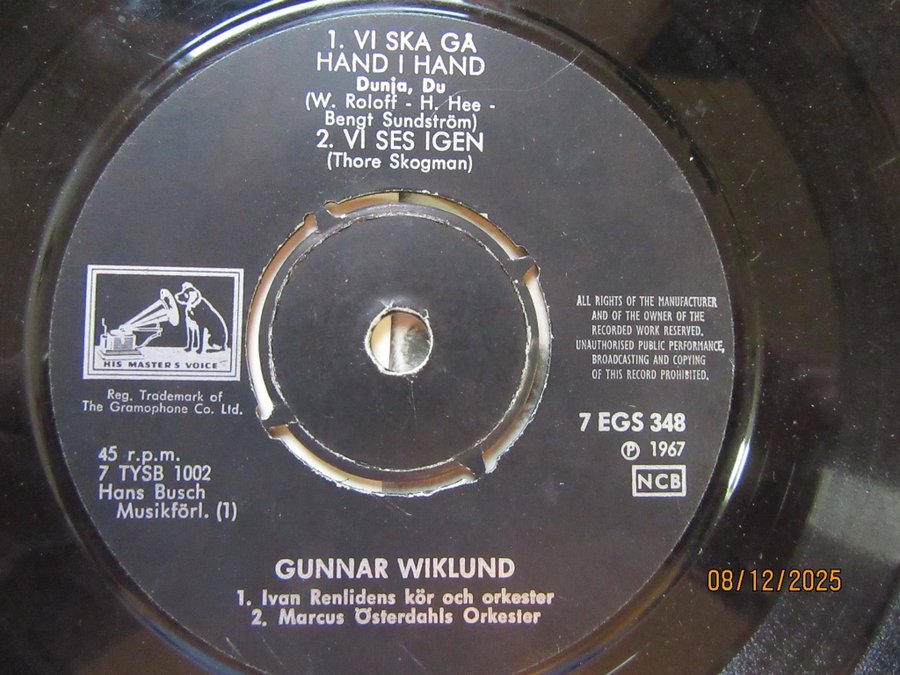 1. VI SKA GÅ
HAND I HAND
Dunja, Du
(W. Roloff - H. Hee -
Bengt Sundström)
2. VI SES IGEN
(Thore Skogman)
HIS MASTER'S VOICE
Reg. Trademark of
The Gramophone Co. Ltd.
ALL RIGHTS OF THE MANUFACTURER
AND OF THE OWNER OF THE
RECORDED WORK RESERVED.
UNAUTHORISED PUBLIC PERFORMANCE,
BROADCASTING AND COPYING
OF THIS RECORD PROHIBITED.
45 r.p.m.
7 TYSB 1002
Hans Busch
Musikförl. (1)
7 EGS 348
℗ 1967
NCB
GUNNAR WIKLUND
1. Ivan Renlidens kör och orkester
2. Marcus Österdahls Orkester
08/12/2025